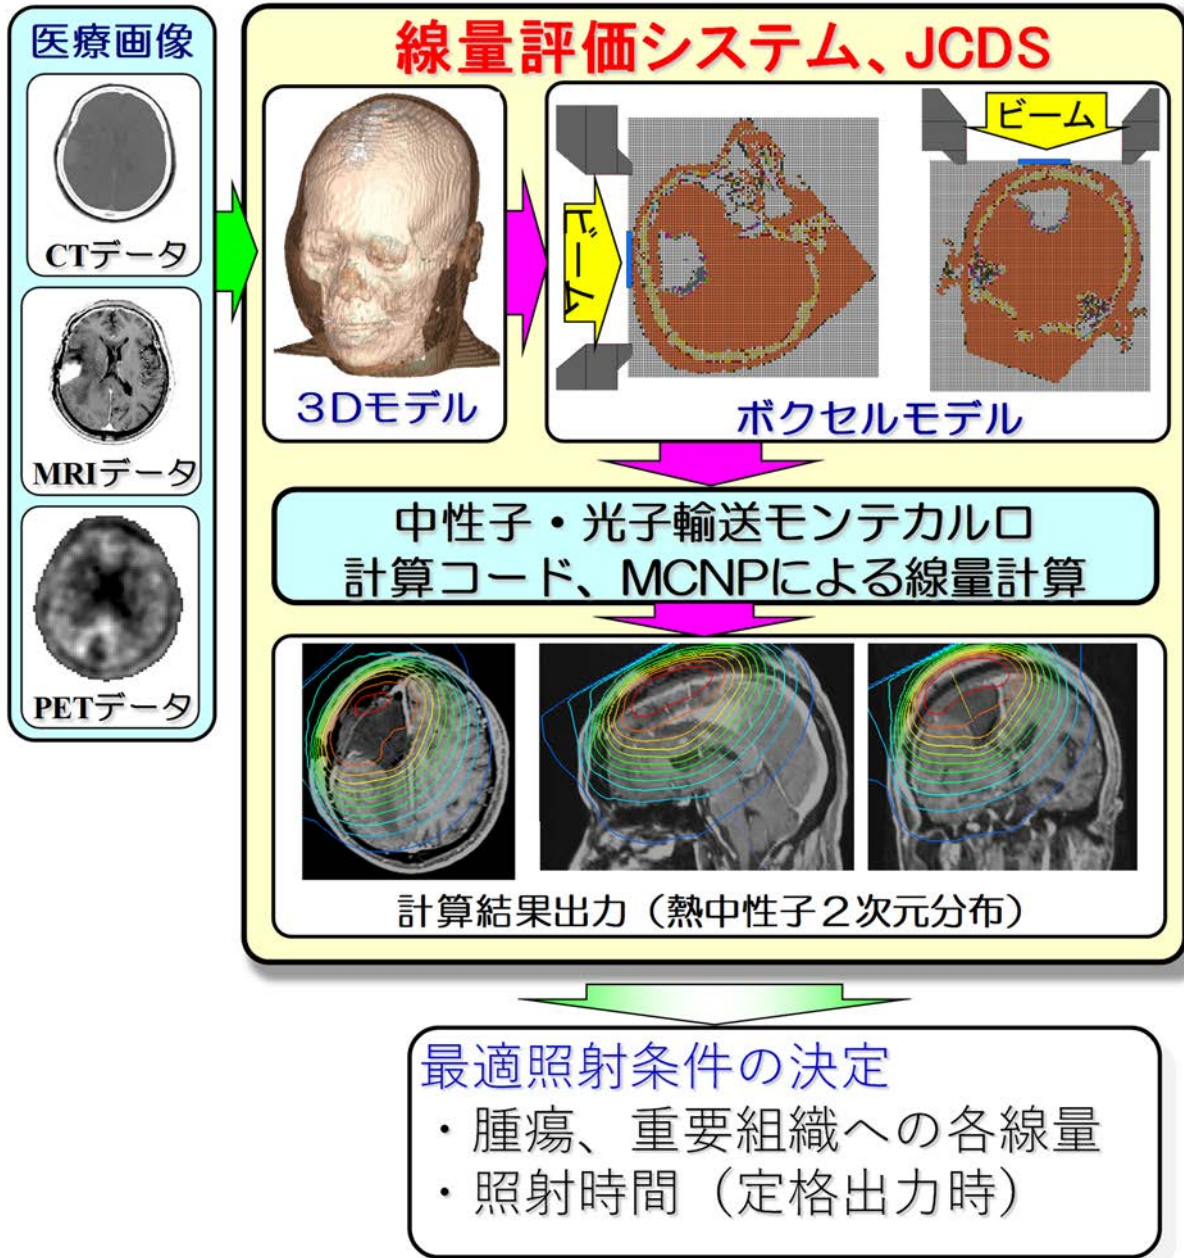 医療画像
CTデータ
MRIデータ
PETデータ
線量評価システム、JCDS
3Dモデル
ビーム
ビーム
ボクセルモデル
中性子・光子輸送モンテカルロ
計算コード、MCNPによる線量計算
計算結果出力（熱中性子2次元分布）
最適照射条件の決定
・腫瘍、重要組織への各線量
・照射時間（定格出力時）